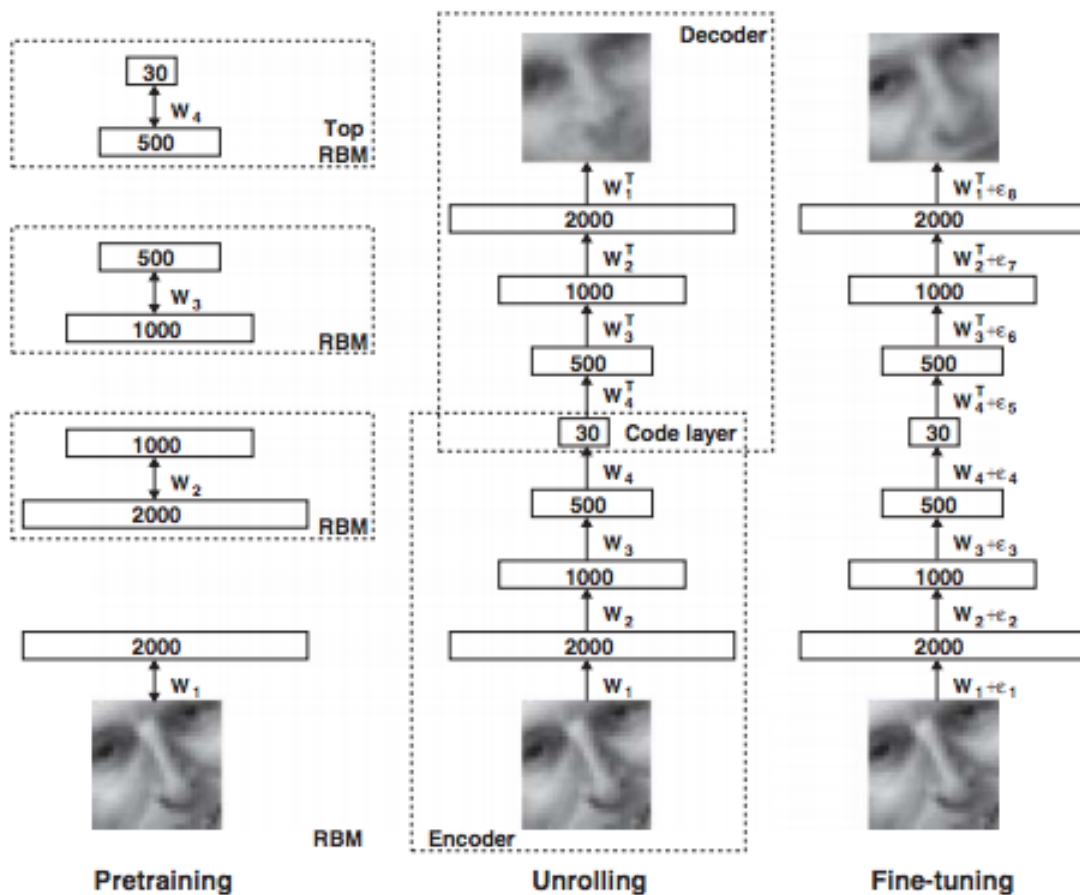 30
W₄
500
Top
RBM
500
W₃
1000
RBM
1000
W₂
2000
RBM
2000
W₁
RBM
Pretraining
Decoder
W₁ᵀ
2000
W₂ᵀ
1000
W₃ᵀ
500
W₄ᵀ
30 Code layer
W₄
500
W₃
1000
W₂
2000
W₁
Encoder
Unrolling
W₁ᵀ+ε₈
2000
W₂ᵀ+ε₇
1000
W₃ᵀ+ε₆
500
W₄ᵀ+ε₅
30
W₄+ε₄
500
W₃+ε₃
1000
W₂+ε₂
2000
W₁+ε₁
Fine-tuning